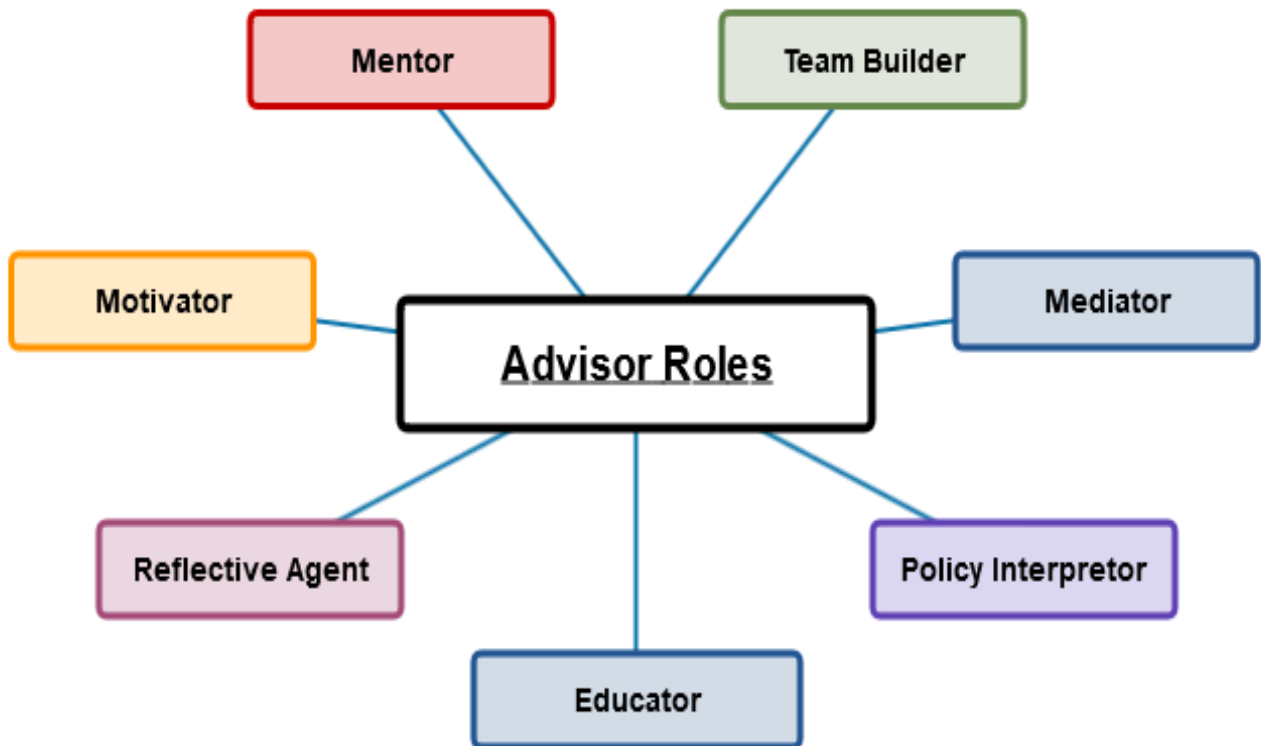 Mentor
Team Builder
Motivator
Mediator
Advisor Roles
Reflective Agent
Policy Interpretor
Educator